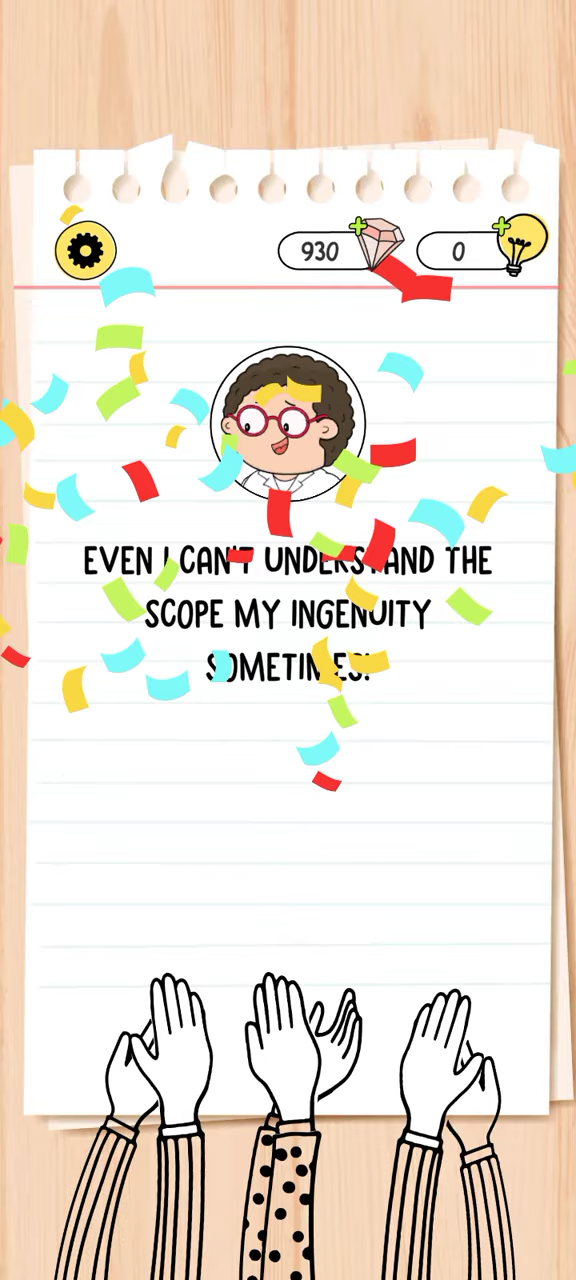 930
0
EVEN I CAN'T UNDERSTAND THE
SCOPE MY INGENUITY
SOMETIMES!